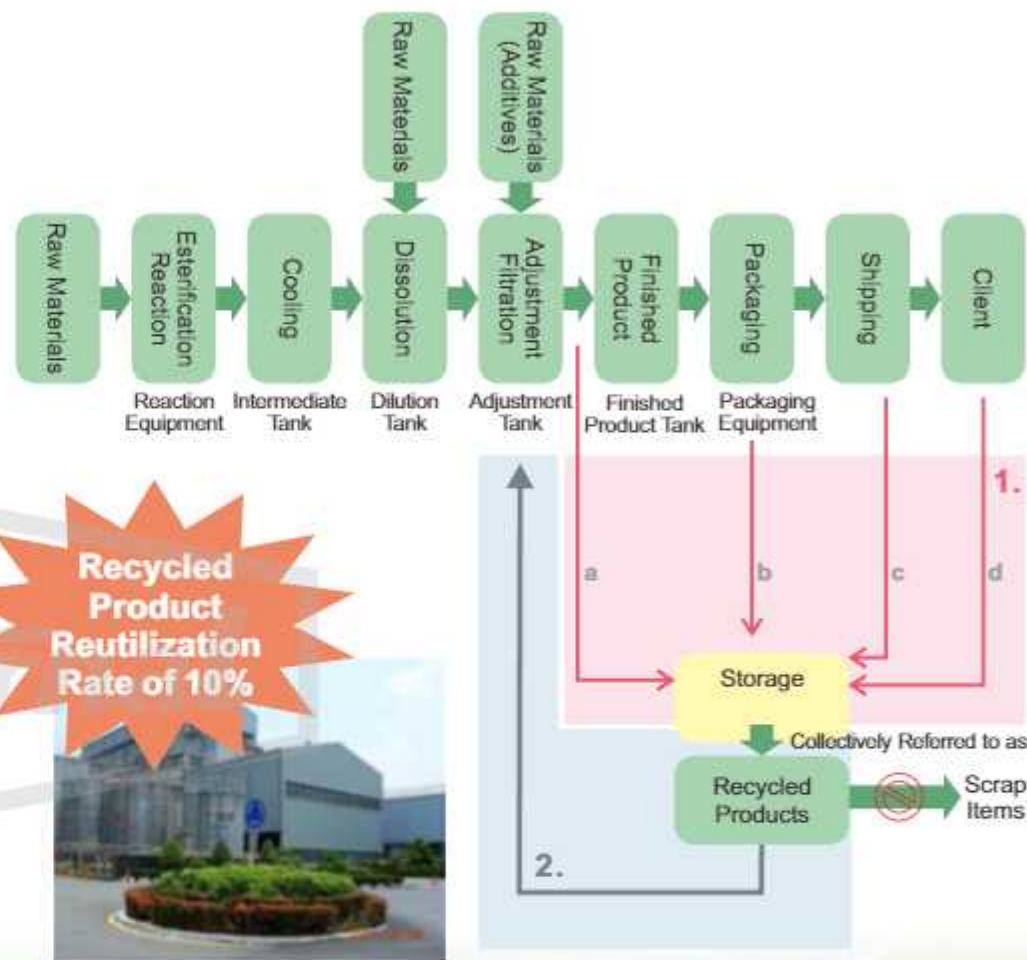 Raw Materials
Raw Materials
(Additives)
Raw Materials
Esterification
Reaction
Cooling
Dissolution
Adjustment
Filtration
Finished
Product
Packaging
Shipping
Client
Reaction
Equipment
Intermediate
Tank
Dilution
Tank
Adjustment
Tank
Finished
Product Tank
Packaging
Equipment
1.
a
b
c
d
Recycled
Product
Reutilization
Rate of 10%
Storage
Collectively Referred to as
Recycled
Products
Scrap
Items
2.